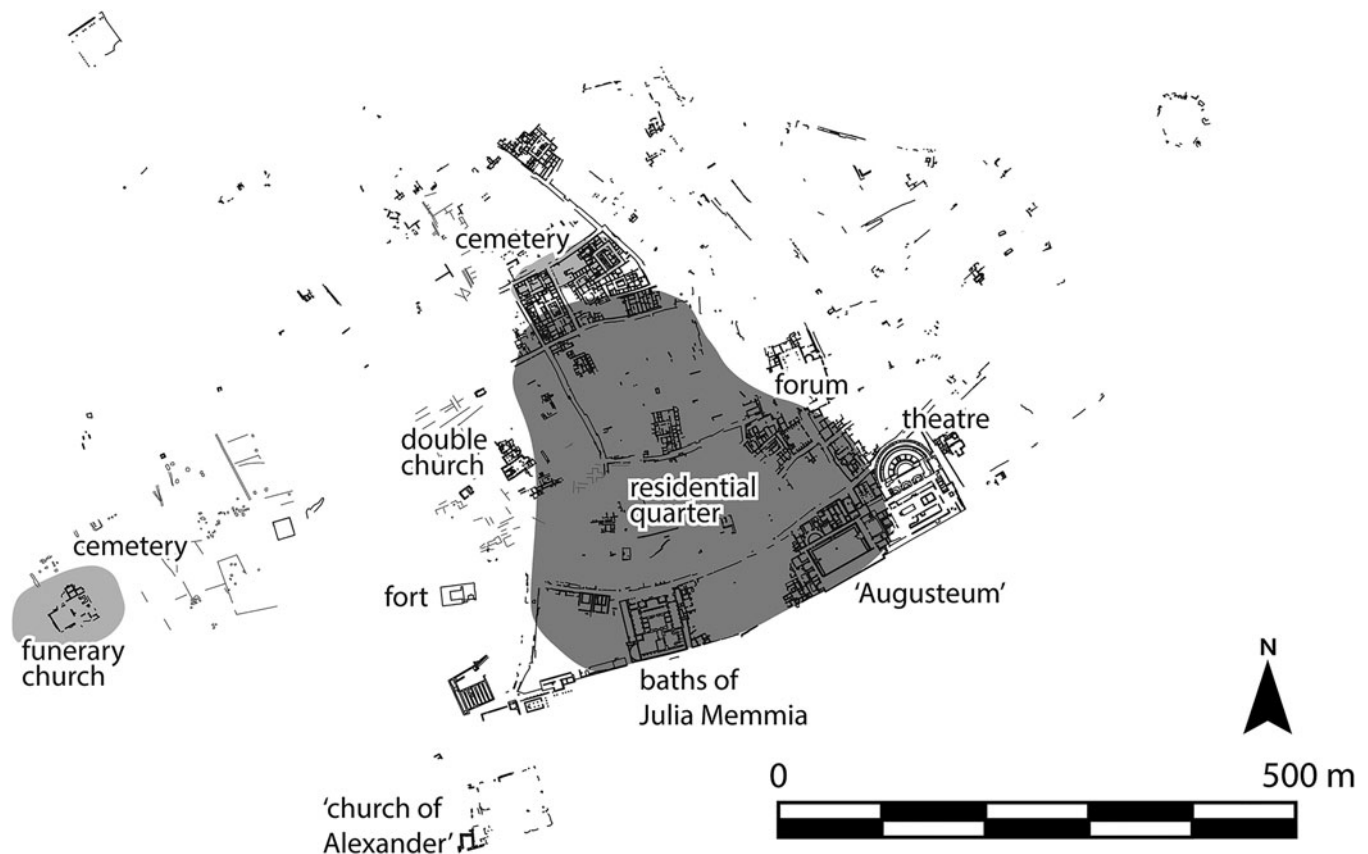 cemetery
forum
theatre
double
church
residential
quarter
cemetery
fort
'Augusteum'
funerary
church
baths of
Julia Memmia
N
0 500 m
'church of
Alexander'